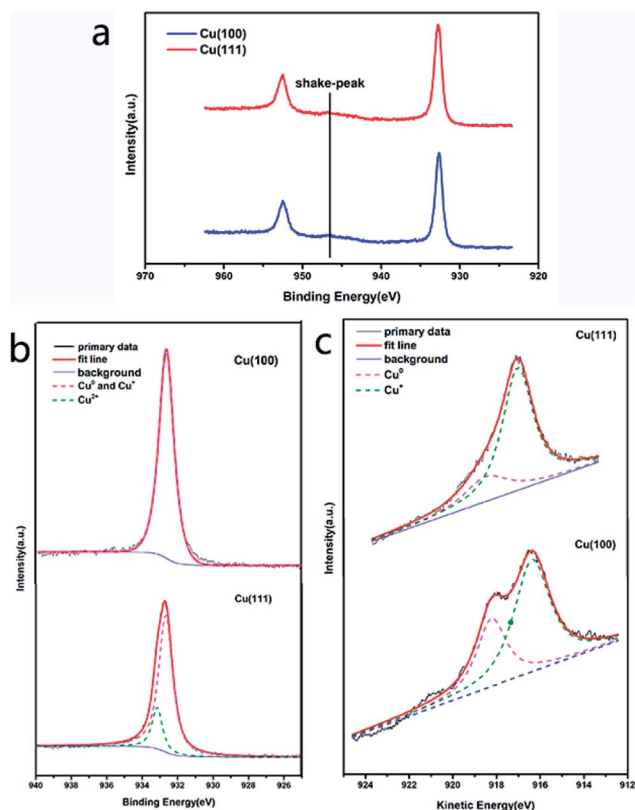 a
Cu(100)
Cu(111)
shake-peak
Intensity(a.u.)
970 960 950 940 930 920
Binding Energy(eV)
b
primary data
fit line
background
Cu⁰ and Cu⁺
Cu²⁺
Cu(100)
Cu(111)
Intensity(a.u.)
940 935 934 933 932 931 930 926
Binding Energy(eV)
c
primary data
fit line
background
Cu⁰
Cu⁺
Cu(111)
Cu(100)
Intensity(a.u.)
924 922 920 918 916 914 912
Kinetic Energy(eV)